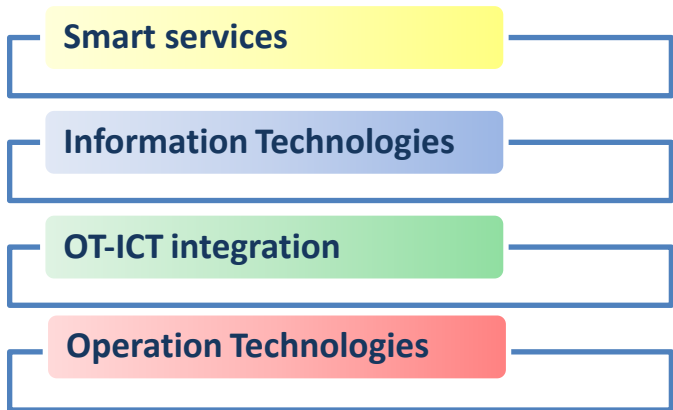 Smart services
Information Technologies
OT-ICT integration
Operation Technologies